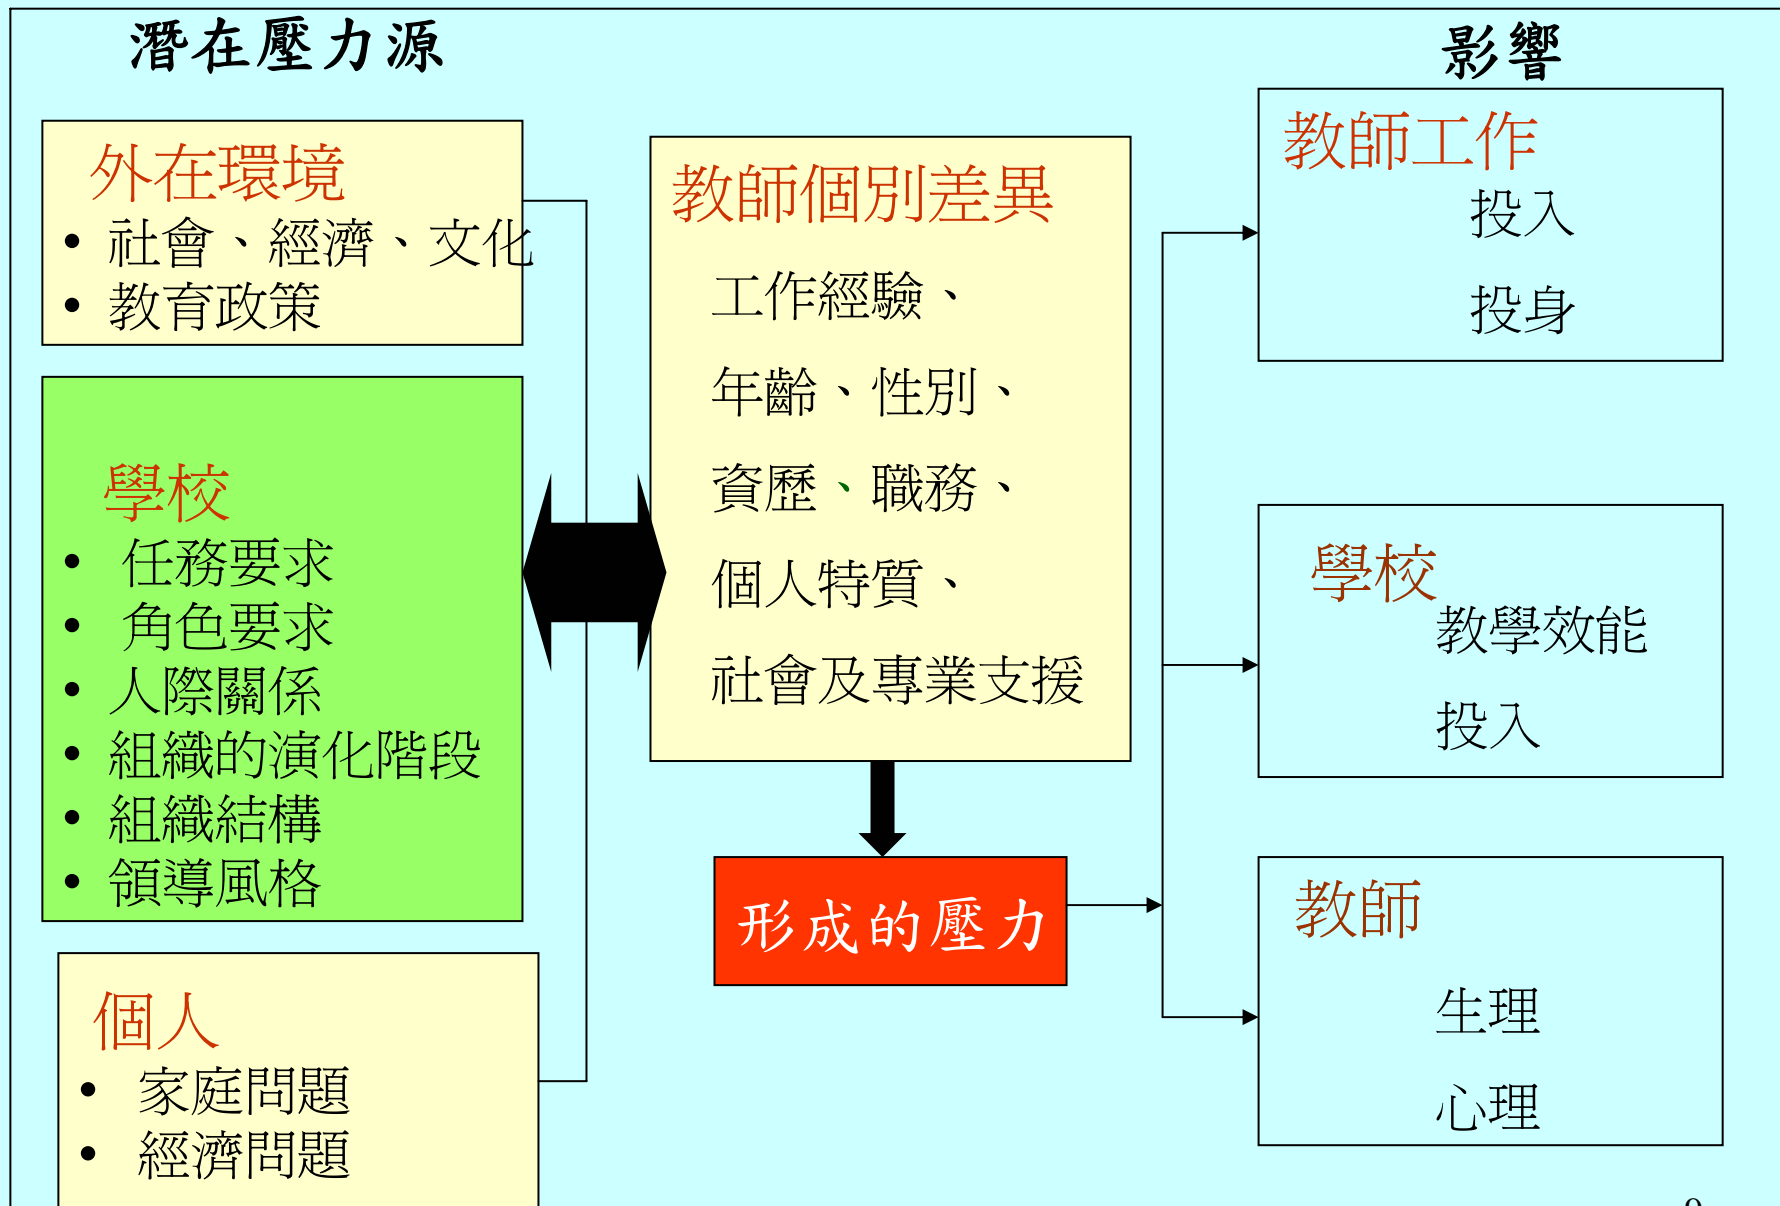 潛在壓力源
外在環境
• 社會、經濟、文化
• 教育政策
學校
• 任務要求
• 角色要求
• 人際關係
• 組織的演化階段
• 組織結構
• 領導風格
個人
• 家庭問題
• 經濟問題
教師個別差異
工作經驗、
年齡、性別、
資歷、職務、
個人特質、
社會及專業支援
形成的壓力
影響
教師工作
投入
投身
學校
教學效能
投入
教師
生理
心理